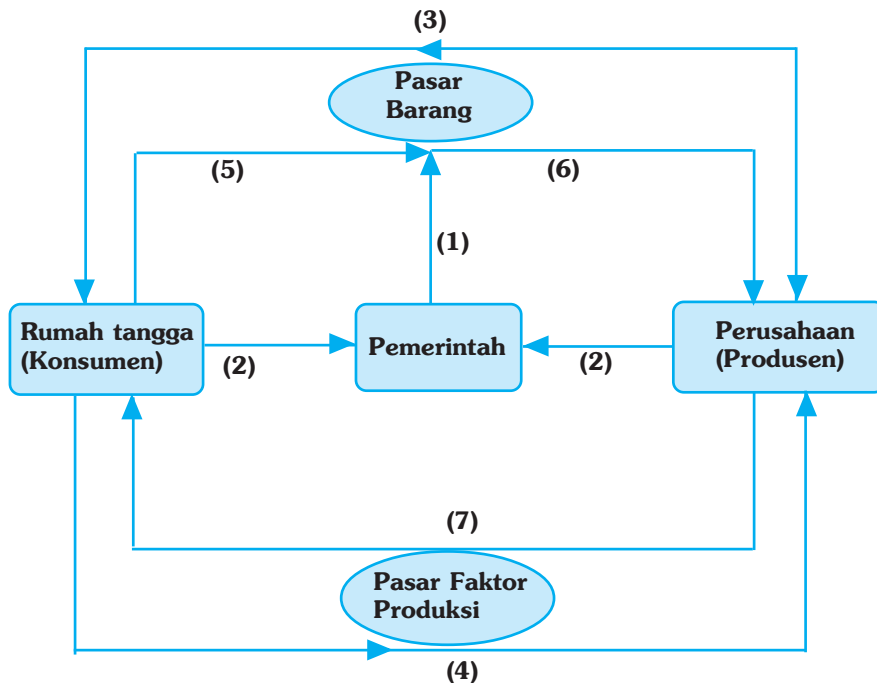 (3)
Pasar
Barang
(5)
(6)
(1)
Rumah tangga
(Konsumen)
(2)
Pemerintah
(2)
Perusahaan
(Produsen)
(7)
Pasar Faktor
Produksi
(4)